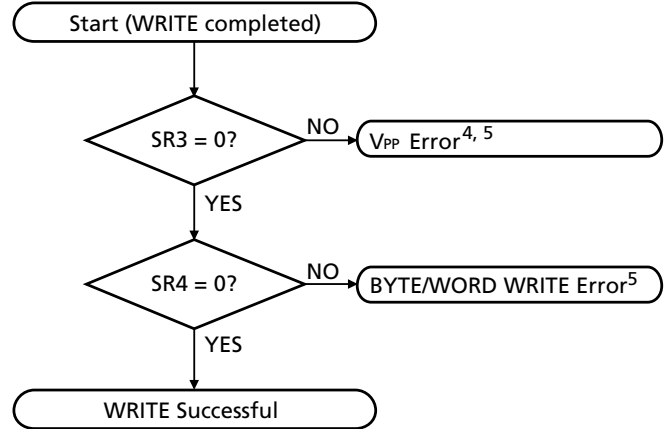 Start (WRITE completed)
SR3 = 0?
NO
VPP Error4, 5
YES
SR4 = 0?
NO
BYTE/WORD WRITE Error5
YES
WRITE Successful